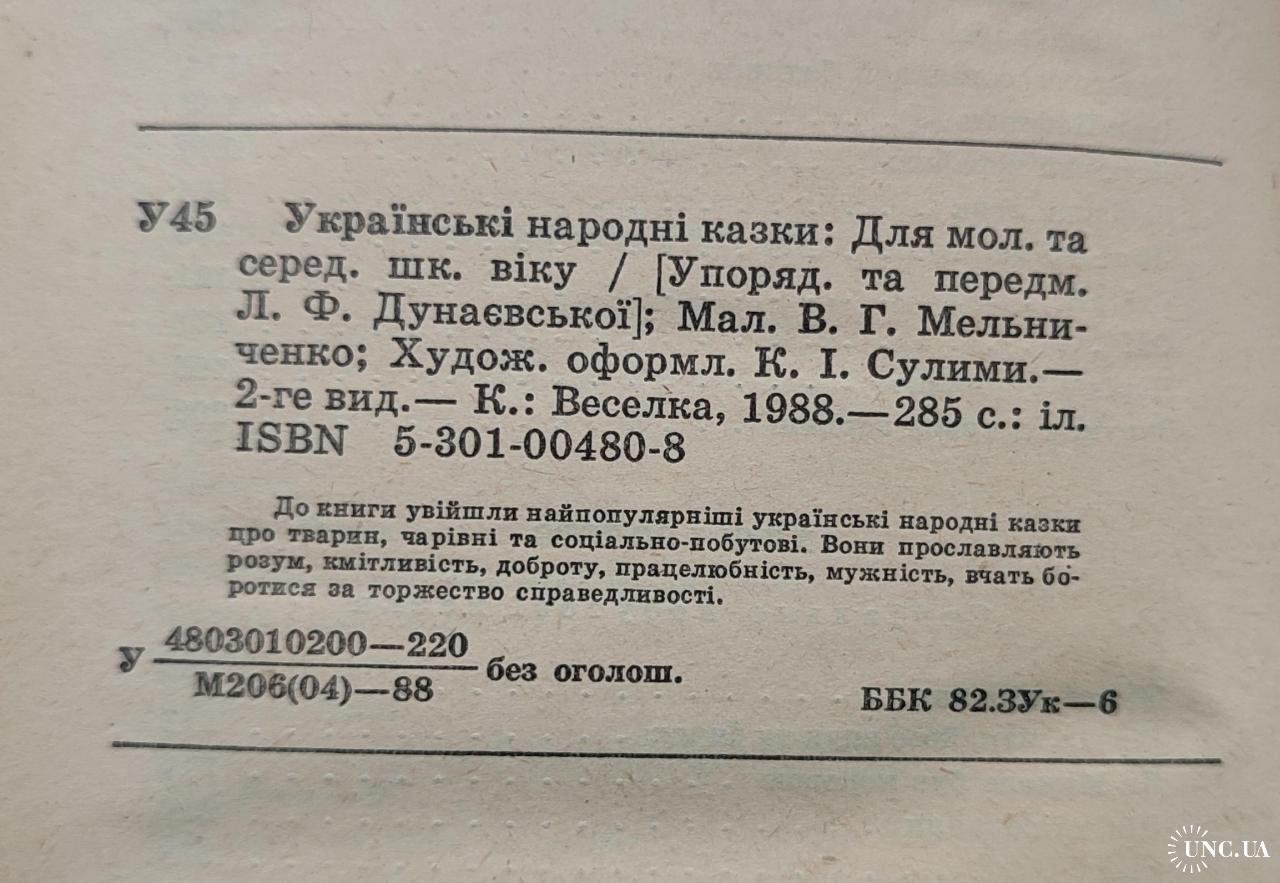 У45 Українські народні казки: Для мол. та
серед. шк. віку / [Упоряд. та передм.
Л. Ф. Дунаєвської]; Мал. В. Г. Мельни-
ченко; Худож. оформл. К. І. Сулими.—
2-ге вид.— К.: Веселка, 1988.—285 с.: іл.
ISBN 5-301-00480-8
До книги увійшли найпопулярніші українські народні казки
про тварин, чарівні та соціально-побутові. Вони прославляють
розум, кмітливість, доброту, працелюбність, мужність, вчать бо-
ротися за торжество справедливості.
4803010200—220
У без оголош.
М206(04)—88
ББК 82.3Ук—6
UNC.UA